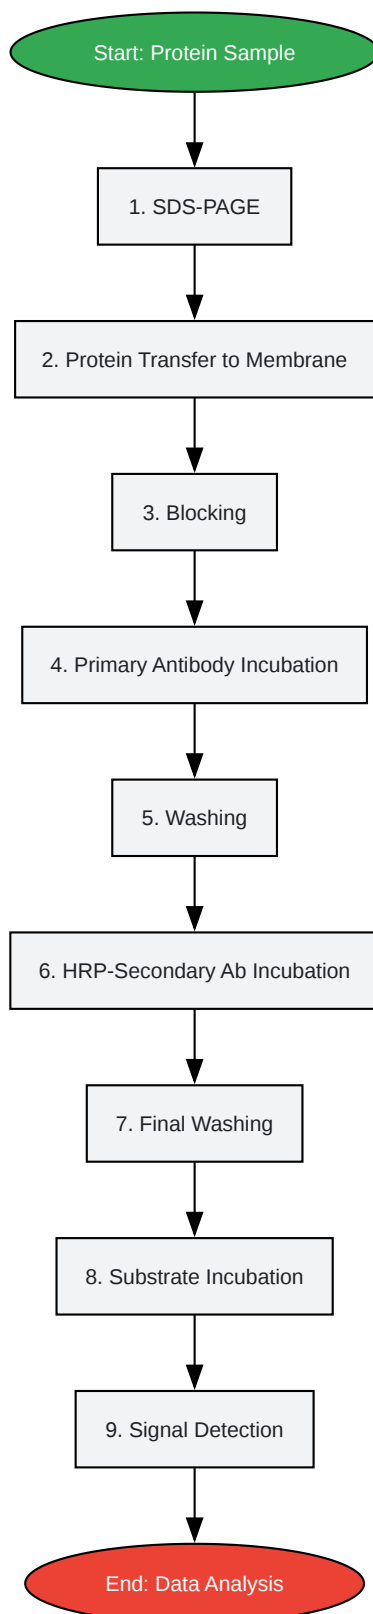 Start: Protein Sample
1. SDS-PAGE
2. Protein Transfer to Membrane
3. Blocking
4. Primary Antibody Incubation
5. Washing
6. HRP-Secondary Ab Incubation
7. Final Washing
8. Substrate Incubation
9. Signal Detection
End: Data Analysis